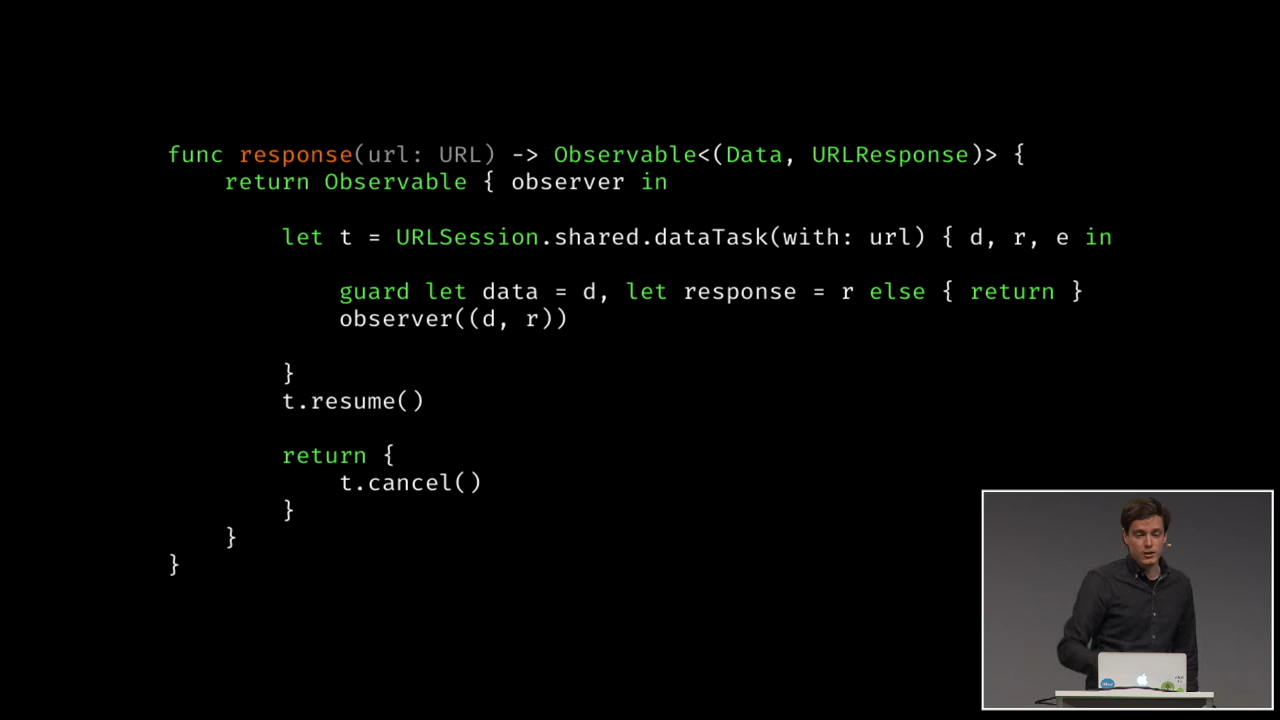 func response(url: URL) -> Observable<(Data, URLResponse)> {
return Observable { observer in
let t = URLSession.shared.dataTask(with: url) { d, r, e in
guard let data = d, let response = r else { return }
observer((d, r))
}
t.resume()
return {
t.cancel()
}
}
}